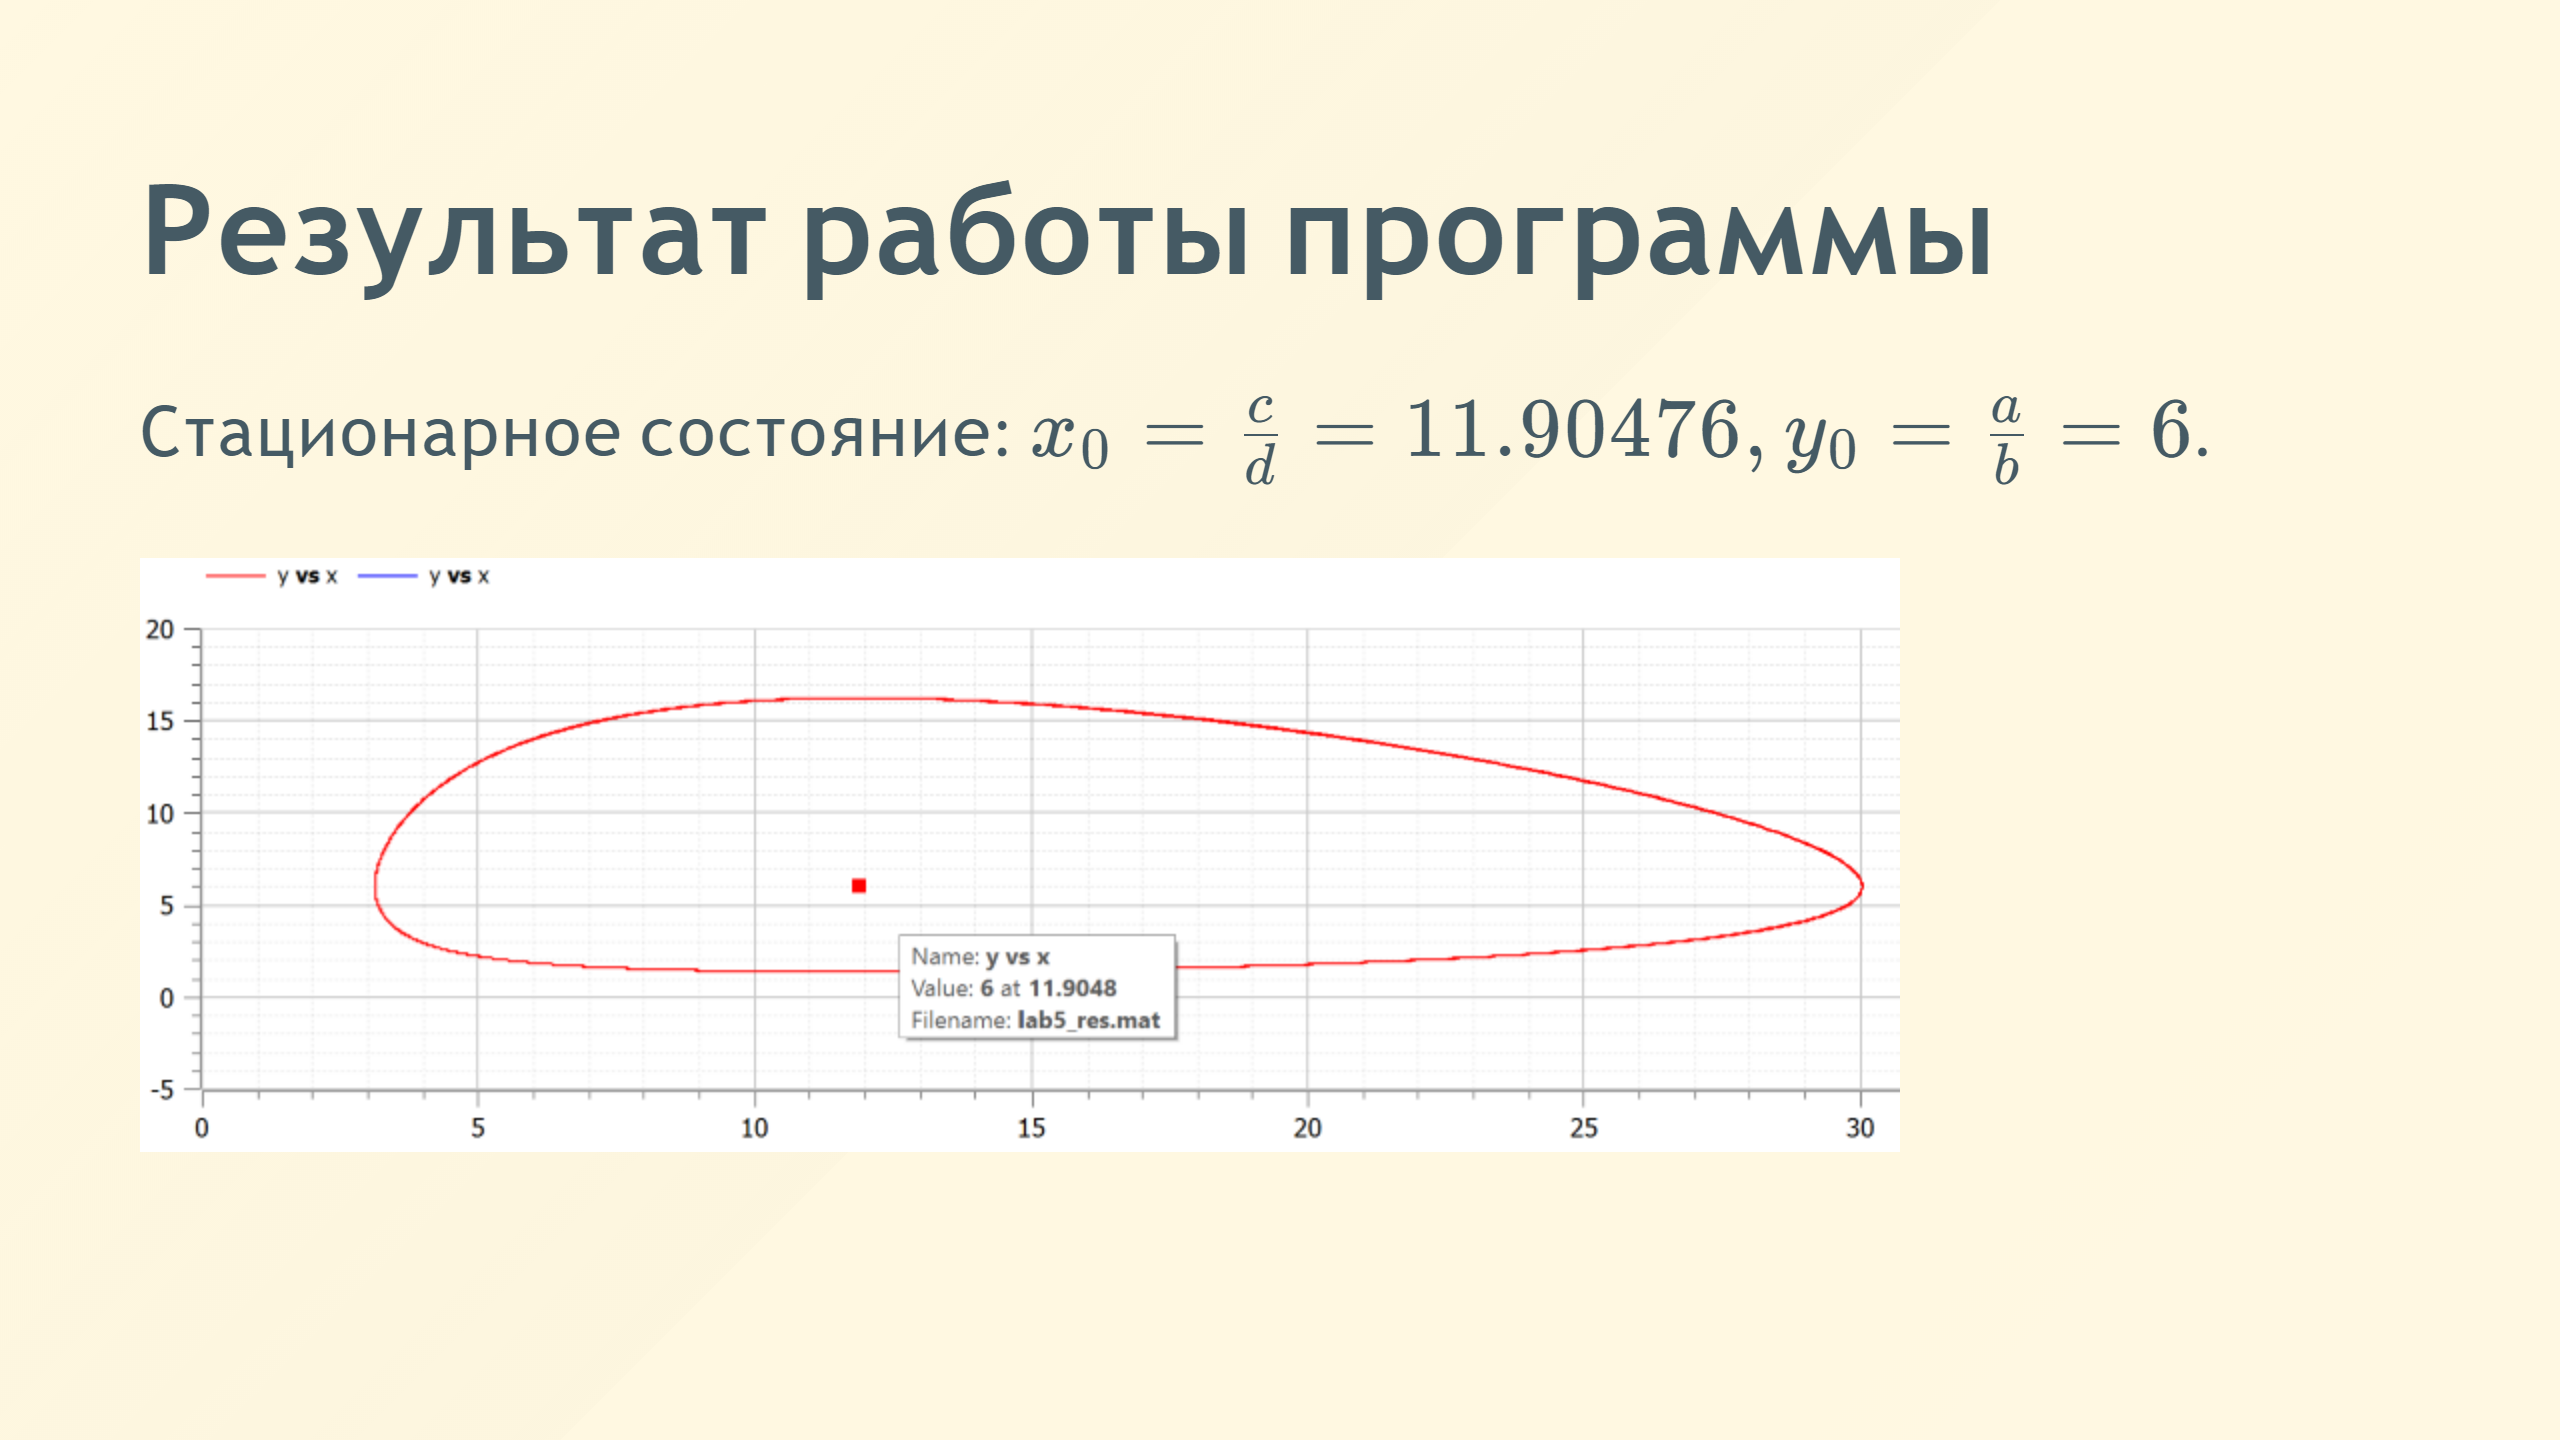 Результат работы программы
Стационарное состояние: x₀ = c/d = 11.90476, y₀ = a/b = 6.
y vs x y vs x
20
15
10
5
0
-5
Name: y vs x
Value: 6 at 11.9048
Filename: lab5_res.mat
0 5 10 15 20 25 30